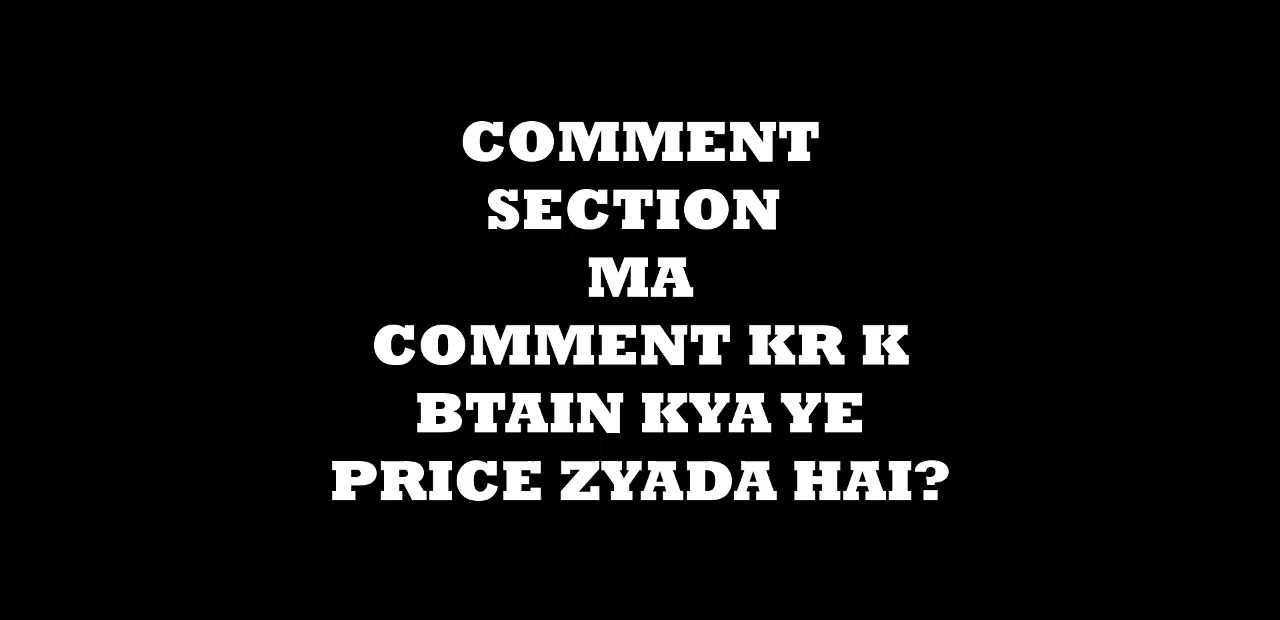 COMMENT
SECTION
MA
COMMENT KR K
BTAIN KYA YE
PRICE ZYADA HAI?